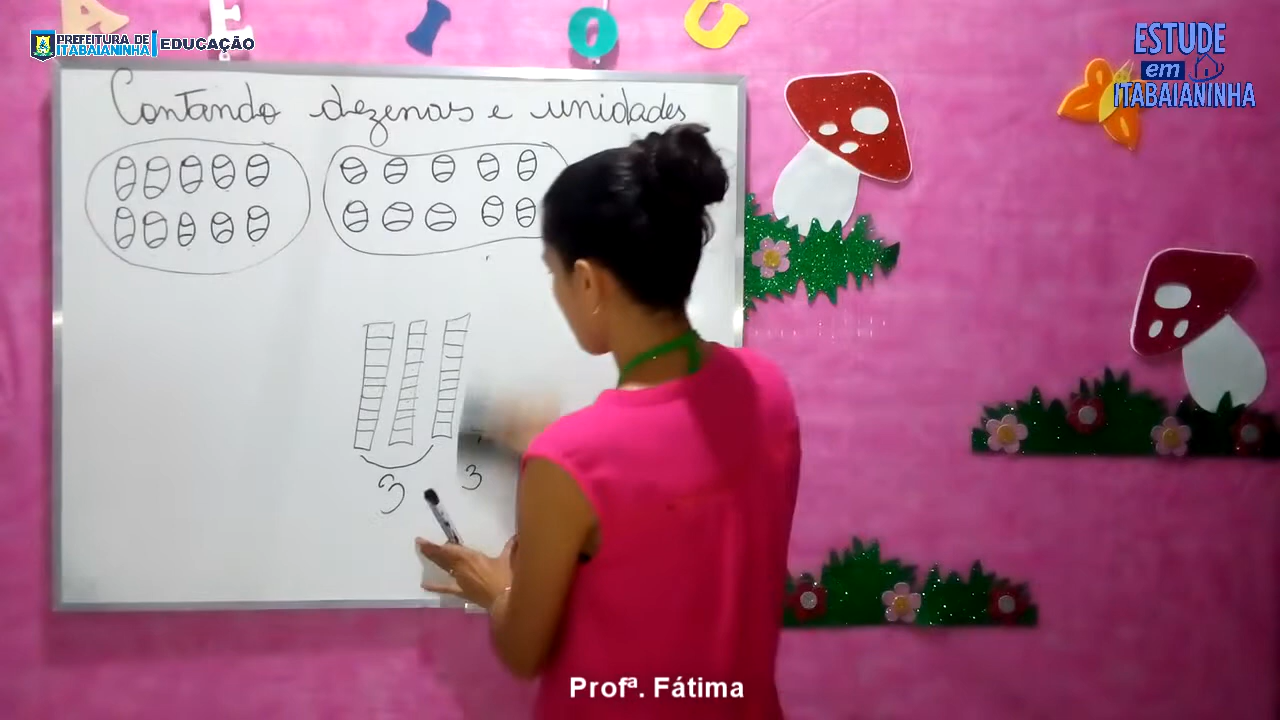 A E I O U
PREFEITURA DE
ITABAIANINHA
EDUCAÇÃO
ESTUDE
em
ITABAIANINHA
Contando dezenas e unidades
3 3
Profª. Fátima